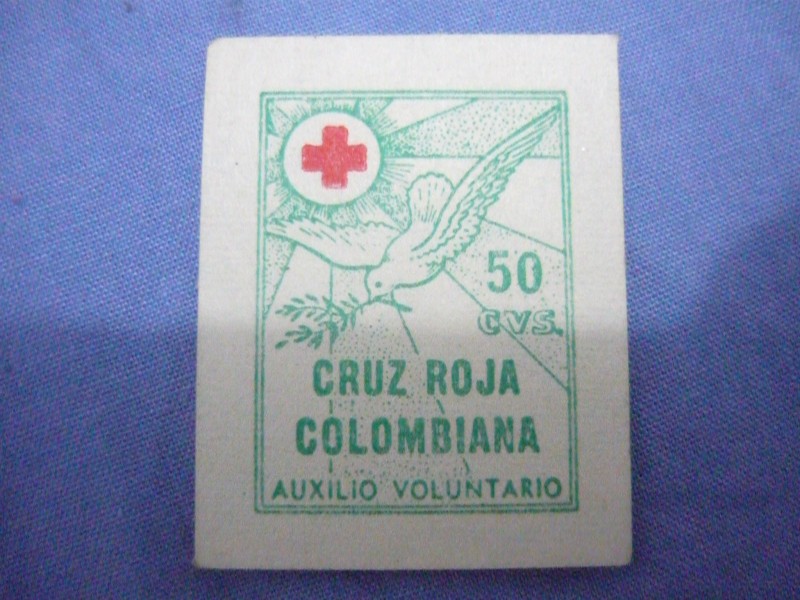 50
CVS.
CRUZ ROJA
COLOMBIANA
AUXILIO VOLUNTARIO